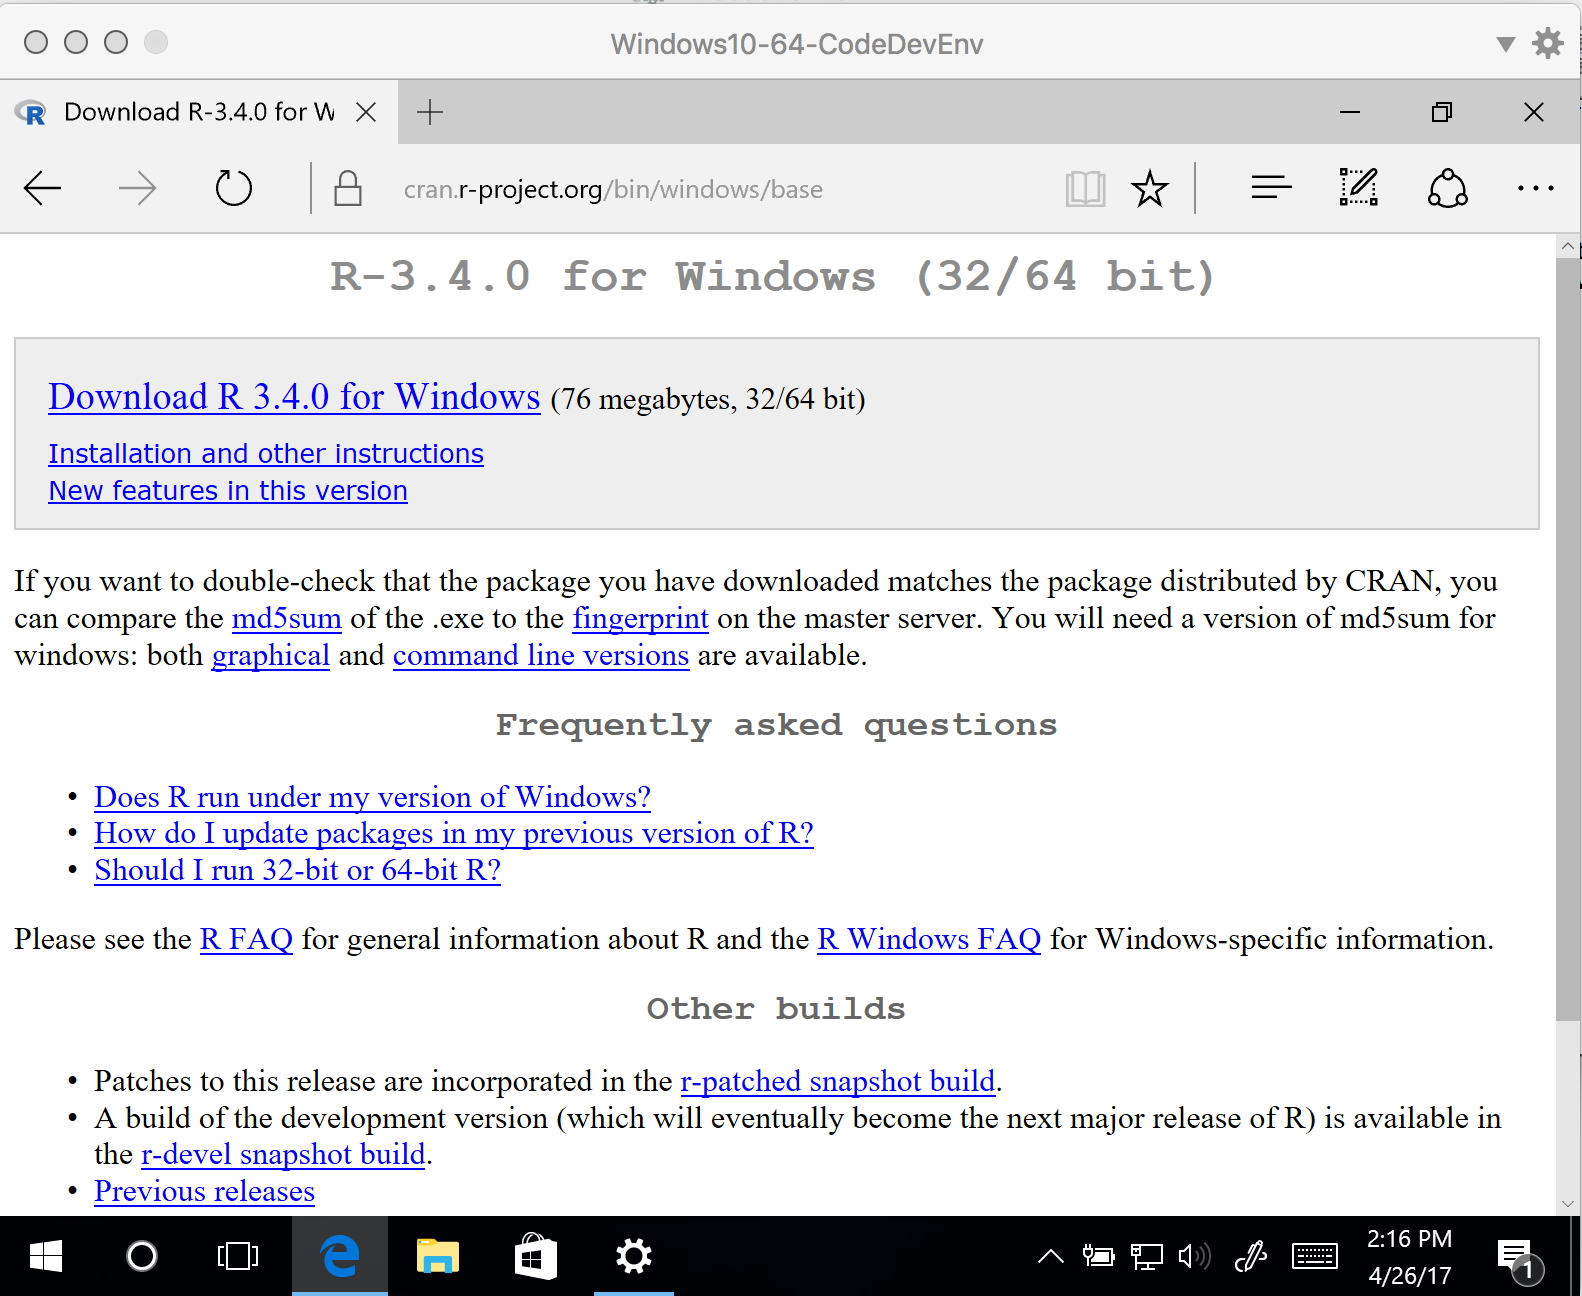 Windows10-64-CodeDevEnv
R Download R-3.4.0 for W
cran.r-project.org/bin/windows/base
R-3.4.0 for Windows (32/64 bit)
Download R 3.4.0 for Windows (76 megabytes, 32/64 bit)
Installation and other instructions
New features in this version
If you want to double-check that the package you have downloaded matches the package distributed by CRAN, you
can compare the md5sum of the .exe to the fingerprint on the master server. You will need a version of md5sum for
windows: both graphical and command line versions are available.
Frequently asked questions
• Does R run under my version of Windows?
• How do I update packages in my previous version of R?
• Should I run 32-bit or 64-bit R?
Please see the R FAQ for general information about R and the R Windows FAQ for Windows-specific information.
Other builds
• Patches to this release are incorporated in the r-patched snapshot build.
• A build of the development version (which will eventually become the next major release of R) is available in
the r-devel snapshot build.
• Previous releases
2:16 PM
4/26/17
1